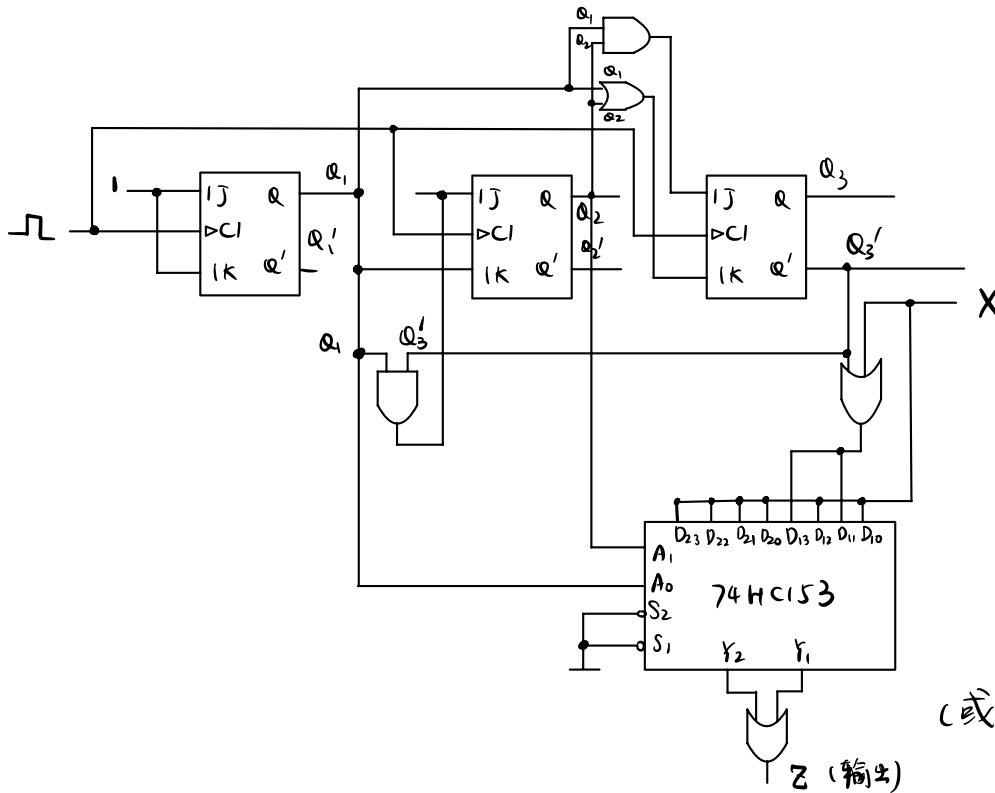 Q₁
Q₂
Q₁
Q₂
1
1J Q
C1
1K Q'
Q₁
Q₁'
1J Q
C1
1K Q'
Q₂
Q₂'
1J Q
C1
1K Q'
Q₃
Q₃'
X
Q₁
Q₃'
D₂₃ D₂₂ D₂₁ D₂₀ D₁₃ D₁₂ D₁₁ D₁₀
A₁
A₀
74HC153
S₂
S₁
Y₂ Y₁
(或
Z (输出)